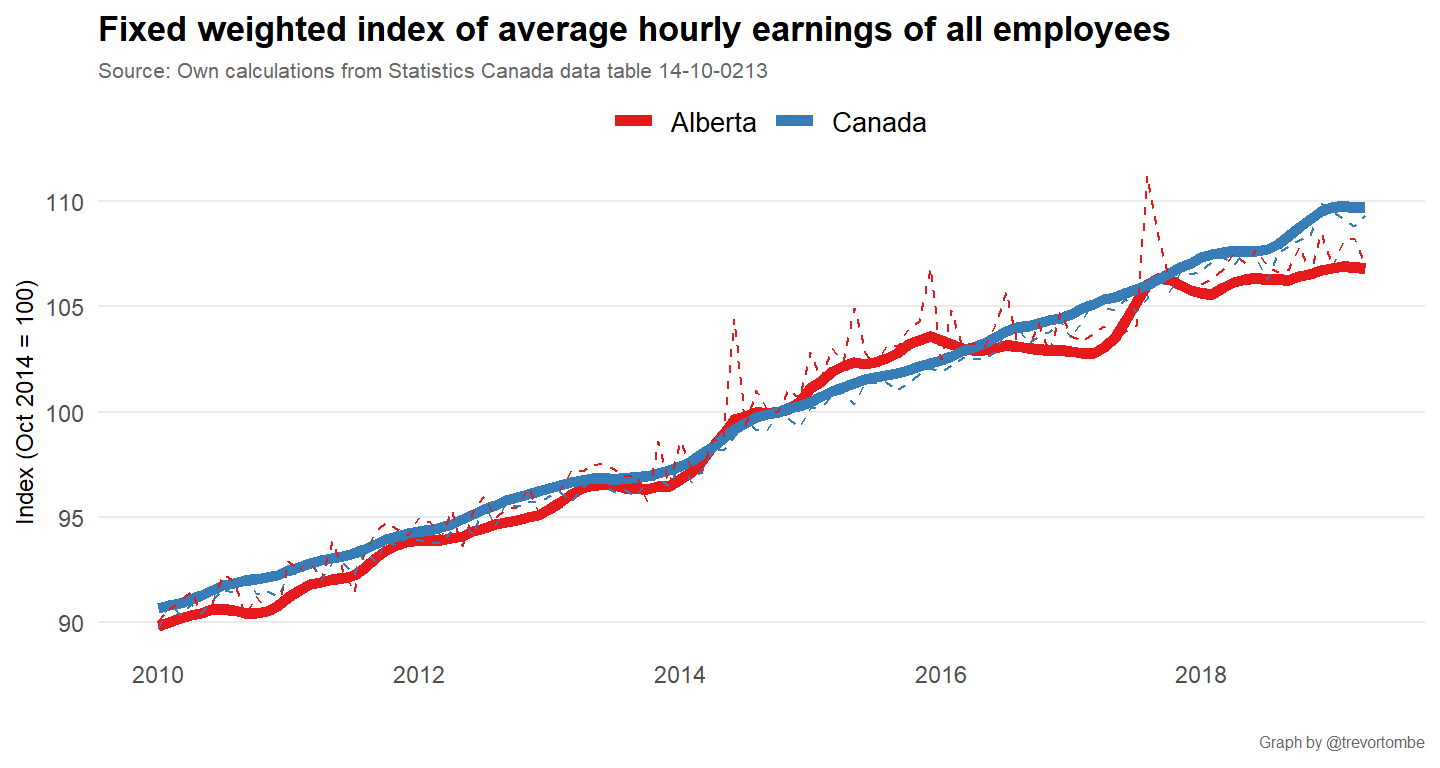 Fixed weighted index of average hourly earnings of all employees
Source: Own calculations from Statistics Canada data table 14-10-0213
Alberta Canada
Index (Oct 2014 = 100)
110
105
100
95
90
2010 2012 2014 2016 2018
Graph by @trevortombe